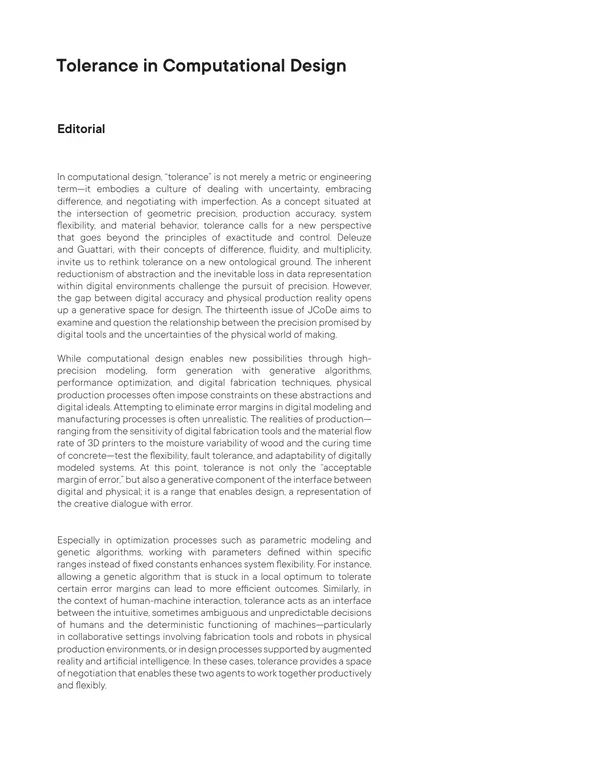 Tolerance in Computational Design
Editorial
In computational design, “tolerance” is not merely a metric or engineering
term—it embodies a culture of dealing with uncertainty, embracing
difference, and negotiating with imperfection. As a concept situated at
the intersection of geometric precision, production accuracy, system
flexibility, and material behavior, tolerance calls for a new perspective
that goes beyond the principles of exactitude and control. Deleuze
and Guattari, with their concepts of difference, fluidity, and multiplicity,
invite us to rethink tolerance on a new ontological ground. The inherent
reductionism of abstraction and the inevitable loss in data representation
within digital environments challenge the pursuit of precision. However,
the gap between digital accuracy and physical production reality opens
up a generative space for design. The thirteenth issue of JCoDe aims to
examine and question the relationship between the precision promised by
digital tools and the uncertainties of the physical world of making.
While computational design enables new possibilities through high-
precision modeling, form generation with generative algorithms,
performance optimization, and digital fabrication techniques, physical
production processes often impose constraints on these abstractions and
digital ideals. Attempting to eliminate error margins in digital modeling and
manufacturing processes is often unrealistic. The realities of production—
ranging from the sensitivity of digital fabrication tools and the material flow
rate of 3D printers to the moisture variability of wood and the curing time
of concrete—test the flexibility, fault tolerance, and adaptability of digitally
modeled systems. At this point, tolerance is not only the “acceptable
margin of error,” but also a generative component of the interface between
digital and physical; it is a range that enables design, a representation of
the creative dialogue with error.
Especially in optimization processes such as parametric modeling and
genetic algorithms, working with parameters defined within specific
ranges instead of fixed constants enhances system flexibility. For instance,
allowing a genetic algorithm that is stuck in a local optimum to tolerate
certain error margins can lead to more efficient outcomes. Similarly, in
the context of human-machine interaction, tolerance acts as an interface
between the intuitive, sometimes ambiguous and unpredictable decisions
of humans and the deterministic functioning of machines—particularly
in collaborative settings involving fabrication tools and robots in physical
production environments, or in design processes supported by augmented
reality and artificial intelligence. In these cases, tolerance provides a space
of negotiation that enables these two agents to work together productively
and flexibly.